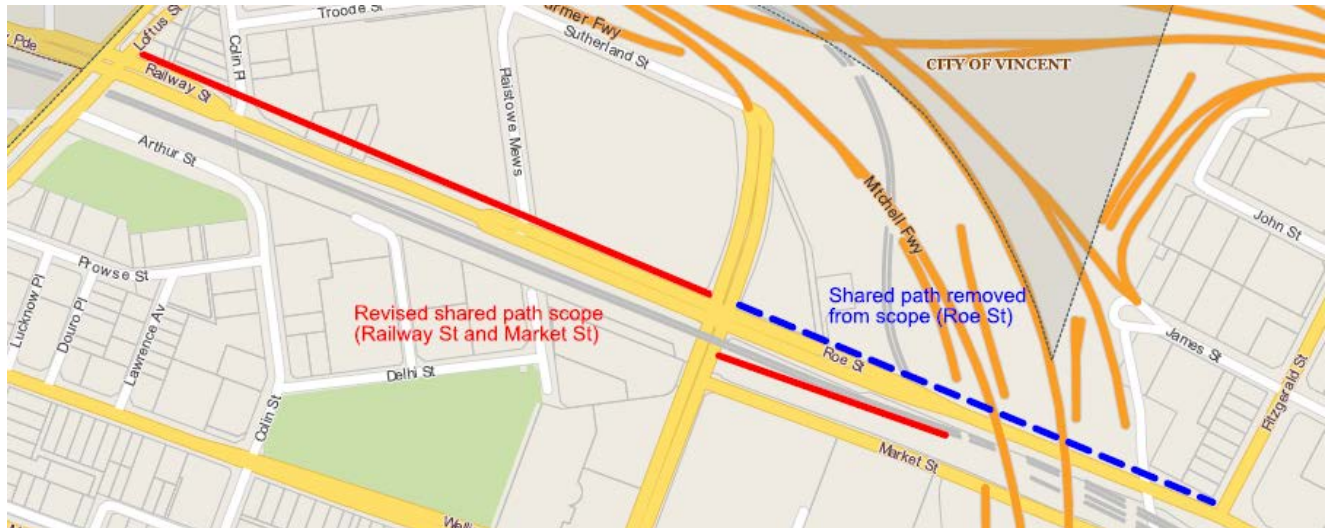 Troode St
Loftus St
Pde
Colin Pl
Railway St
Sutherland St
Plaistowe Mews
CITY OF VINCENT
Arthur St
Mitchell Fwy
John St
Prowse St
Lucknow Pl
Douro Pl
Lawrence Av
Revised shared path scope
(Railway St and Market St)
Shared path removed
from scope (Roe St)
Roe St
James St
Delhi St
Fitzgerald St
Colin St
Market St